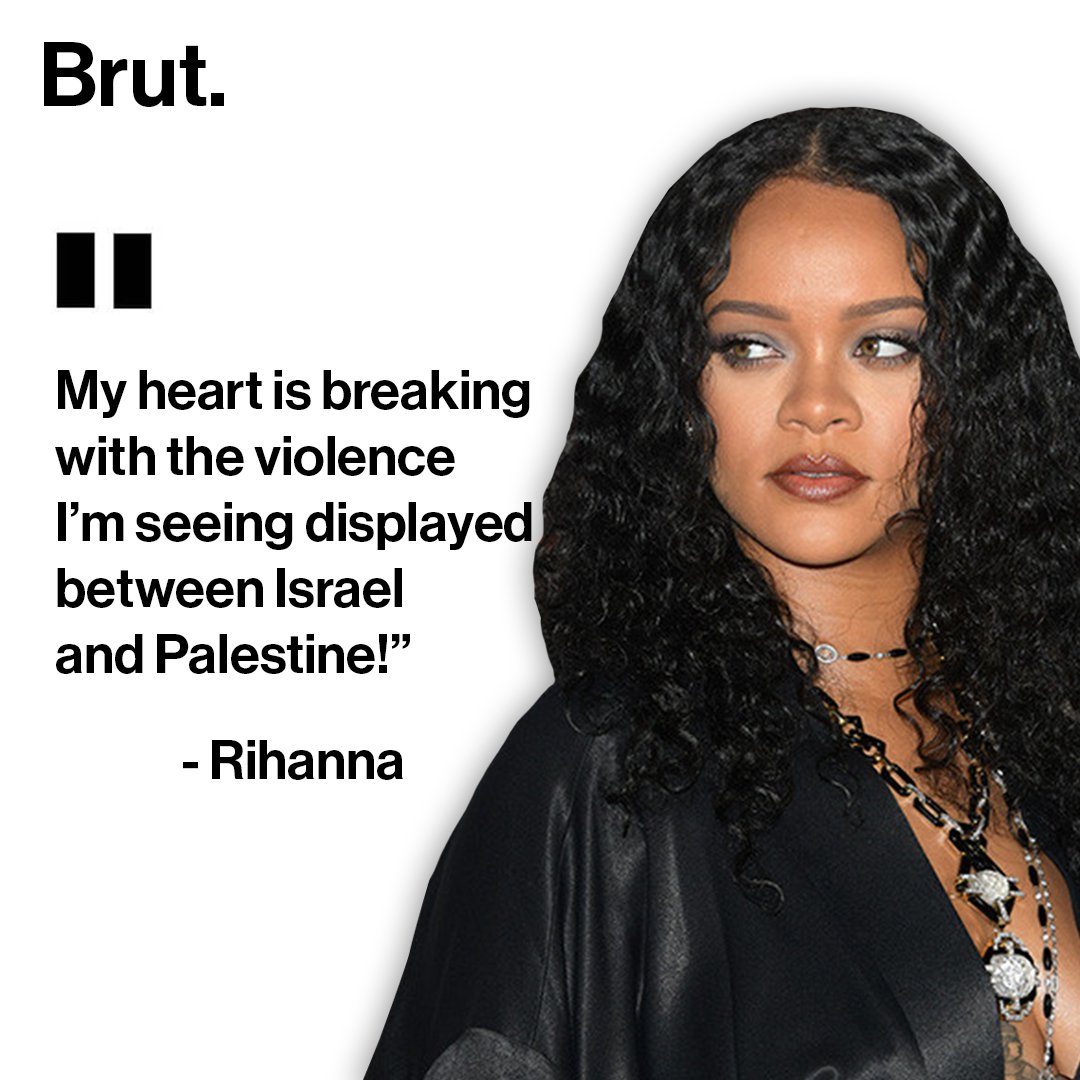 Brut.
"
My heart is breaking
with the violence
I’m seeing displayed
between Israel
and Palestine!”
- Rihanna